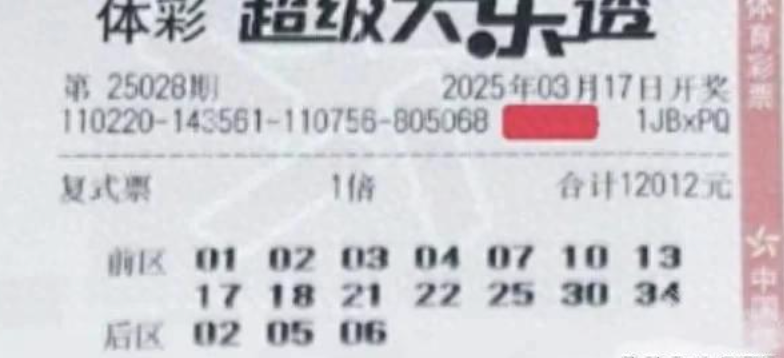 体彩 超级大乐透
第 25028期 2025年03月17日开奖
110220-143561-110756-805068 1JBxPQ
复式票 1倍 合计12012元
前区 01 02 03 04 07 10 13
17 18 21 22 25 30 34
后区 02 05 06
体育彩票
中国